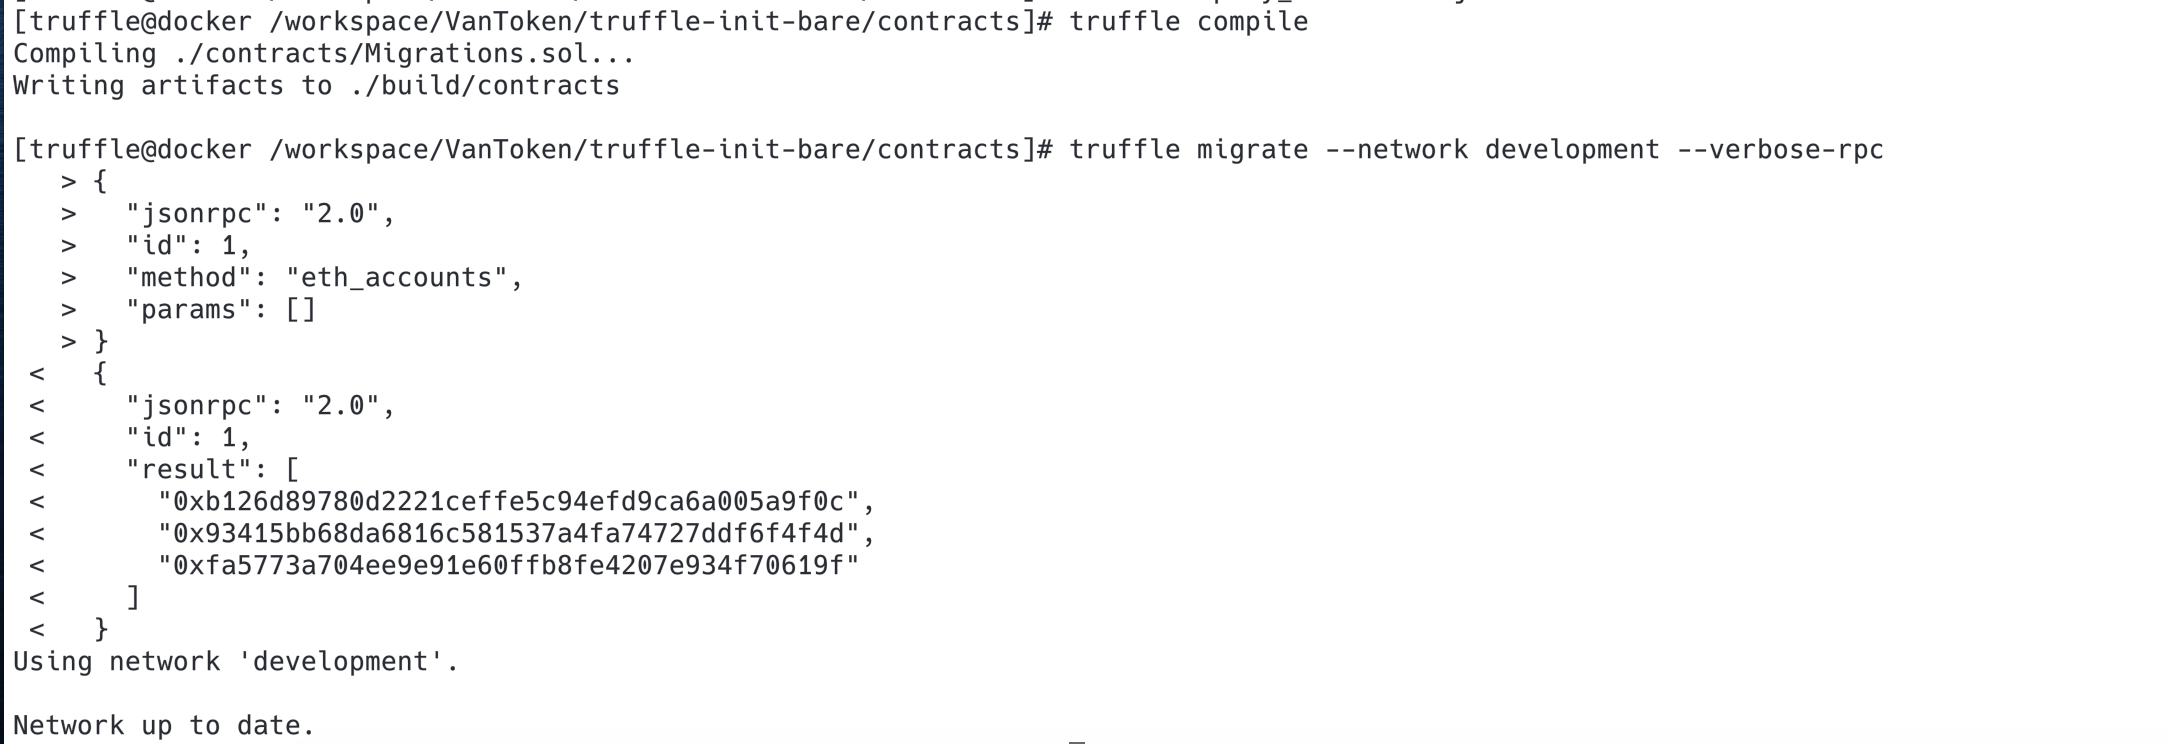 [truffle@docker /workspace/VanToken/truffle-init-bare/contracts]# truffle compile
Compiling ./contracts/Migrations.sol...
Writing artifacts to ./build/contracts
[truffle@docker /workspace/VanToken/truffle-init-bare/contracts]# truffle migrate --network development --verbose-rpc
   > {
   >   "jsonrpc": "2.0",
   >   "id": 1,
   >   "method": "eth_accounts",
   >   "params": []
   > }
 <   {
 <     "jsonrpc": "2.0",
 <     "id": 1,
 <     "result": [
 <       "0xb126d89780d2221ceffe5c94efd9ca6a005a9f0c",
 <       "0x93415bb68da6816c581537a4fa74727ddf6f4f4d",
 <       "0xfa5773a704ee9e91e60ffb8fe4207e934f70619f"
 <     ]
 <   }
Using network 'development'.
Network up to date.